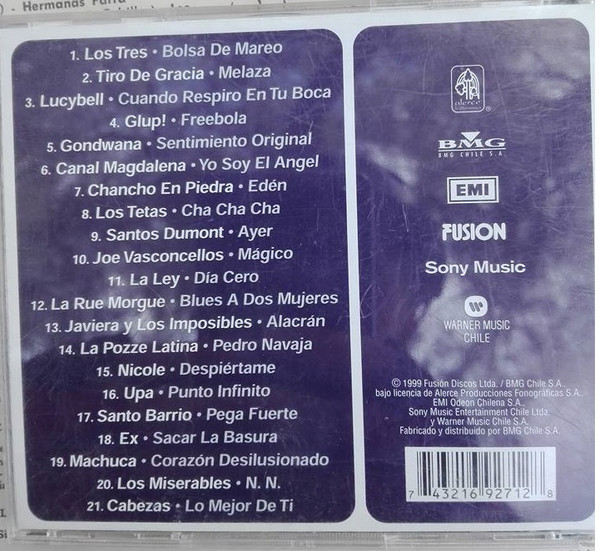 - Hermanas Parra
1. Los Tres • Bolsa De Mareo
2. Tiro De Gracia • Melaza
3. Lucybell • Cuando Respiro En Tu Boca
4. Glup! • Freebola
5. Gondwana • Sentimiento Original
6. Canal Magdalena • Yo Soy El Angel
7. Chancho En Piedra • Edén
8. Los Tetas • Cha Cha Cha
9. Santos Dumont • Ayer
10. Joe Vasconcellos • Mágico
11. La Ley • Día Cero
12. La Rue Morgue • Blues A Dos Mujeres
13. Javiera y Los Imposibles • Alacrán
14. La Pozze Latina • Pedro Navaja
15. Nicole • Despiértame
16. Upa • Punto Infinito
17. Santo Barrio • Pega Fuerte
18. Ex • Sacar La Basura
19. Machuca • Corazón Desilusionado
20. Los Miserables • N. N.
21. Cabezas • Lo Mejor De Ti
alerce
®
BMG
BMG CHILE S.A.
EMI
FUSION
Sony Music
WARNER MUSIC
CHILE
© 1999 Fusión Discos Ltda. / BMG Chile S.A.,
bajo licencia de Alerce Producciones Fonográficas S.A.,
EMI Odeon Chilena S.A.,
Sony Music Entertainment Chile Ltda.
y Warner Music Chile S.A.
Fabricado y distribuido por BMG Chile S.A.
7 43216 92712 8